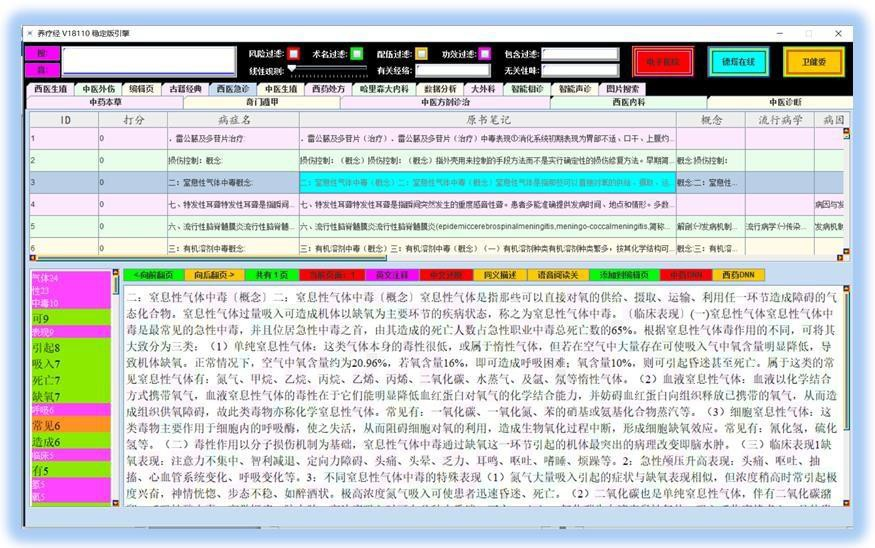 养疗经 V18110 稳定版引擎
风险过滤: 术名过滤: 配伍过滤: 功效过滤: 包含过滤:
线性规则: 有关经络: 无关性味:
德塔在线 卫健委
西医生殖 中医外伤 编辑页 古籍经典 西医急诊 中医生殖 西药处方 哈里森大内科 数据分析 大外科 智能相诊 智能声诊 图片搜索
中药本草 奇门遁甲 中医方剂诊治 西医内科 中医诊断
ID 打分 病症名 原书笔记 概念 流行病学 病因
1 0 . 雷公藤及多苷片治疗: . 雷公藤及多苷片（治疗）. 雷公藤及多苷片（治疗）中毒表现①消化系统初期表现为胃部不适、口干、上腹灼...
2 0 损伤控制: 概念: 损伤控制: （概念）损伤控制: （概念）指外壳用来控制的手段方法而不是实行确定性的损伤修复方法。早期简... 概念:损伤控制:
3 0 二: 窒息性气体中毒概念: 二: 窒息性气体中毒（概念）二: 窒息性气体中毒（概念）窒息性气体是指那些可以直接对氧的供给、摄取、运... 概念:二: 窒息性...
4 0 七、特发性耳聋特发性耳聋是指瞬间... 七、特发性耳聋特发性耳聋是指瞬间突然发生的重度感音性聋。患者多能准确提供发病时间、地点和情形。多数... 病因与发
5 0 六、流行性脑脊髓膜炎流行性脑脊髓... 六、流行性脑脊髓膜炎流行性脑脊髓膜炎(epidemiccerebrospinalmeningitis,meningo-coccalmeningitis,简称... 解剖(√)发病机制... 流行病学(√)传染... 发病机制
6 0 三: 有机溶剂中毒概念: 三: 有机溶剂中毒（概念）三: 有机溶剂中毒（概念）（一）有机溶剂种类有机溶剂种类繁多，按其化学结构可... 概念:三: 有机溶...
<-向前翻页 向后翻页-> 共有 1 页 当前页面: 1 英文注释 同义描述 语音阅读关 添加到编辑页 中药DNN 西药DNN
气体24
性23
中毒10
可9
表现9
引起8
吸入7
死亡7
缺氧7
呼吸6
常见6
造成6
临床5
有5
氢5
氧5
二: 窒息性气体中毒〔概念〕二: 窒息性气体中毒〔概念〕窒息性气体是指那些可以直接对氧的供给、摄取、运输、利用任一环节造成障碍的气
态化合物。窒息性气体过量吸入可造成机体以缺氧为主要环节的疾病状态，称之为窒息性气体中毒。〔临床表现〕(一)窒息性气体窒息性气体中
毒是最常见的急性中毒，并且位居急性中毒之首，由其造成的死亡人数占急性职业中毒总死亡数的65%。根据窒息性气体毒作用的不同，可将其
大致分为三类：（1）单纯窒息性气体：这类气体本身的毒性很低，或属于惰性气体，但若在空气中大量存在可使吸入气中氧含量明显降低，导
致机体缺氧。正常情况下，空气中氧含量约为20.96%，若氧含量16%，即可造成呼吸困难；氧含量10%，则可引起昏迷甚至死亡。属于这类的常
见窒息性气体有：氮气、甲烷、乙烷、丙烷、乙烯、丙烯、二氧化碳、水蒸气、及氩、氖等惰性气体。（2）血液窒息性气体：血液以化学结合
方式携带氧气，血液窒息性气体的毒性在于它们能明显降低血红蛋白对氧气的化学结合能力，并妨碍血红蛋白向组织释放已携带的氧气，从而造
成组织供氧障碍，故此类毒物亦称化学窒息性气体。常见有：一氧化碳、一氧化氮、苯的硝基或氨基化合物蒸汽等。（3）细胞窒息性气体：这
类毒物主要作用于细胞内的呼吸酶，使之失活，从而阻碍细胞对氧的利用，造成生物氧化过程中断，形成细胞缺氧效应。常见有：氰化氢，硫化
氢等。（二）毒性作用以分子损伤机制为基础，窒息性气体中毒通过缺氧这一环节引起的机体最突出的病理改变即脑水肿。（三）临床表现1缺
氧表现：注意力不集中、智利减退、定向力障碍、头痛、头晕、乏力、耳鸣、呕吐、嗜睡、烦躁等。2：急性颅压升高表现：头痛、呕吐、抽
搐、心血管系统变化、呼吸变化等。3：不同窒息性气体中毒的特殊表现（1）氮气大量吸入引起的症状与缺氧表现相似，但浓度稍高时常引起极
度兴奋，神情恍惚、步态不稳、如醉酒状。极高浓度氮气吸入可使患者迅速昏迷、死亡。（2）二氧化碳也是单纯窒息性气体，伴有二氧化碳潴